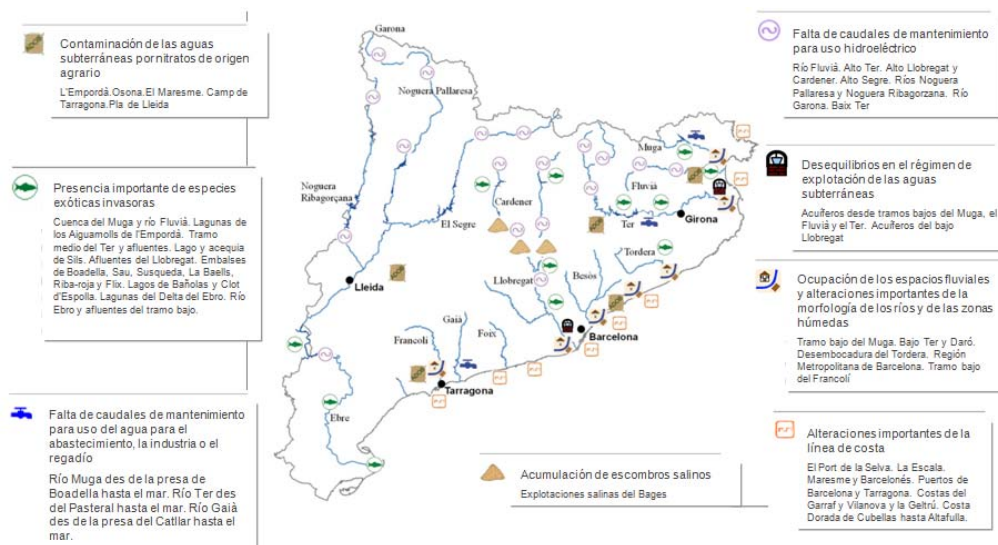 Contaminación de las aguas
subterráneas por nitratos de origen
agrario
L'Empordá.Osona.El Maresme. Camp de
Tarragona.Pla de Lleida
Presencia importante de especies
exóticas invasoras
Cuenca del Muga y río Fluviá. Lagunas de
los Aiguamolls de l'Empordá. Tramo
medio del Ter y afluentes. Lago y acequia
de Sils. Afluentes del Llobregat. Embalses
de Boadella, Sau, Susqueda, La Baells,
Riba-roja y Flix. Lagos de Bañolas y Clot
d'Espolla. Lagunas del Delta del Ebro. Río
Ebro y afluentes del tramo bajo.
Falta de caudales de mantenimiento
para uso del agua para el
abastecimiento, la industria o el
regadío
Río Muga des de la presa de
Boadella hasta el mar. Río Ter des
del Pasteral hasta el mar. Río Gaià
des de la presa del Catllar hasta el
mar.
Garona
Noguera Pallaresa
Noguera
Ribagorçana
El Segre
Cardener
Muga
Fluvià
Ter
Girona
Tordera
Lleida
Llobregat
Besòs
Gaià
Foix
Francolí
Barcelona
Tarragona
Ebre
Acumulación de escombros salinos
Explotaciones salinas del Bages
Falta de caudales de mantenimiento
para uso hidroeléctrico
Río Fluviá. Alto Ter. Alto Llobregat y
Cardener. Alto Segre. Ríos Noguera
Pallaresa y Noguera Ribagorzana. Río
Garona. Baix Ter
Desequilibrios en el régimen de
explotación de las aguas
subterráneas
Acuíferos desde tramos bajos del Muga, el
Fluviá y el Ter. Acuíferos del bajo
Llobregat
Ocupación de los espacios fluviales
y alteraciones importantes de la
morfología de los ríos y de las zonas
húmedas
Tramo bajo del Muga. Bajo Ter y Daró.
Desembocadura del Tordera. Región
Metropolitana de Barcelona. Tramo bajo
del Francolí
Alteraciones importantes de la
línea de costa
El Port de la Selva. La Escala.
Maresme y Barcelonés. Puertos de
Barcelona y Tarragona. Costas del
Garraf y Vilanova y la Geltrú. Costa
Dorada de Cubellas hasta Altafulla.